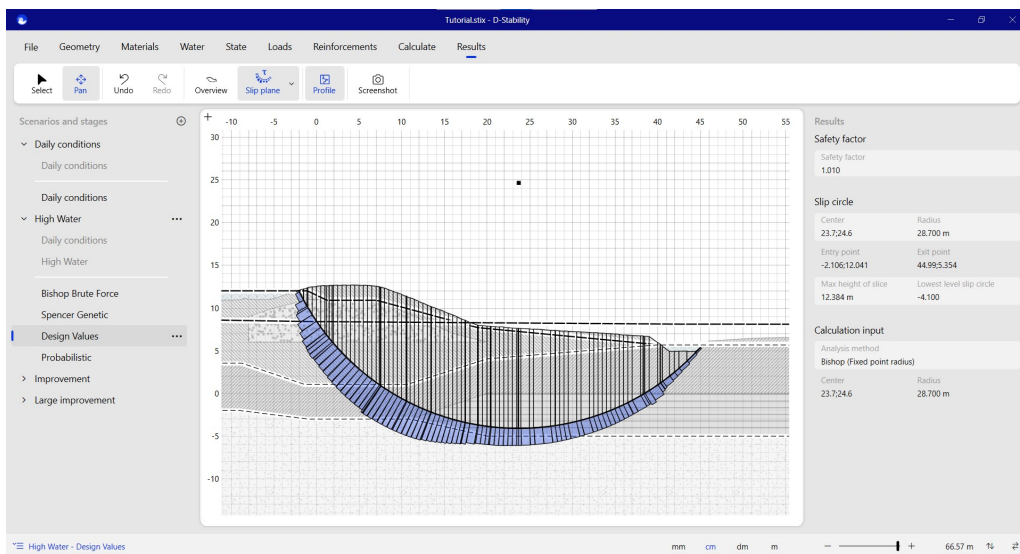 Tutorial.stix - D-Stability
File Geometry Materials Water State Loads Reinforcements Calculate Results
Select Pan Undo Redo Overview Slip plane Profile Screenshot
Scenarios and stages
Daily conditions
Daily conditions
Daily conditions
High Water
Daily conditions
High Water
Bishop Brute Force
Spencer Genetic
Design Values
Probabilistic
Improvement
Large improvement
-10 -5 0 5 10 15 20 25 30 35 40 45 50 55
30
25
20
15
10
5
0
-5
-10
Results
Safety factor
Safety factor
1.010
Slip circle
Center Radius
23.7;24.6 28.700 m
Entry point Exit point
-2.106;12.041 44.99;5.354
Max height of slice Lowest level slip circle
12.384 m -4.100
Calculation input
Analysis method
Bishop (Fixed point radius)
Center Radius
23.7;24.6 28.700 m
High Water - Design Values mm cm dm m 66.57 m